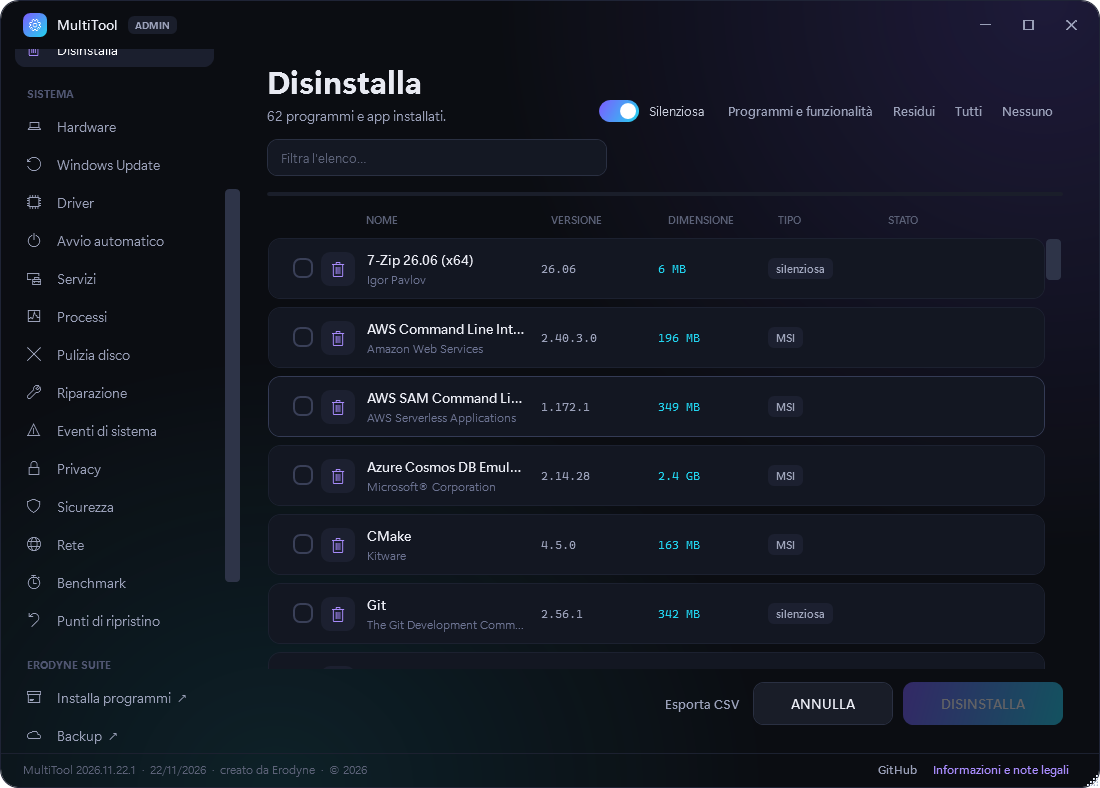 MultiTool ADMIN
Disinstalla
SISTEMA
Hardware
Windows Update
Driver
Avvio automatico
Servizi
Processi
Pulizia disco
Riparazione
Eventi di sistema
Privacy
Sicurezza
Rete
Benchmark
Punti di ripristino
ERODYNE SUITE
Installa programmi ↗
Backup ↗
Disinstalla
62 programmi e app installati.
Silenziosa Programmi e funzionalità Residui Tutti Nessuno
Filtra l'elenco...
NOME VERSIONE DIMENSIONE TIPO STATO
7-Zip 26.06 (x64)
Igor Pavlov
26.06 6 MB silenziosa
AWS Command Line Int...
Amazon Web Services
2.40.3.0 196 MB MSI
AWS SAM Command Li...
AWS Serverless Applications
1.172.1 349 MB MSI
Azure Cosmos DB Emul...
Microsoft® Corporation
2.14.28 2.4 GB MSI
CMake
Kitware
4.5.0 163 MB MSI
Git
The Git Development Comm...
2.56.1 342 MB silenziosa
Esporta CSV ANNULLA DISINSTALLA
MultiTool 2026.11.22.1 · 22/11/2026 · creato da Erodyne · © 2026
GitHub Informazioni e note legali